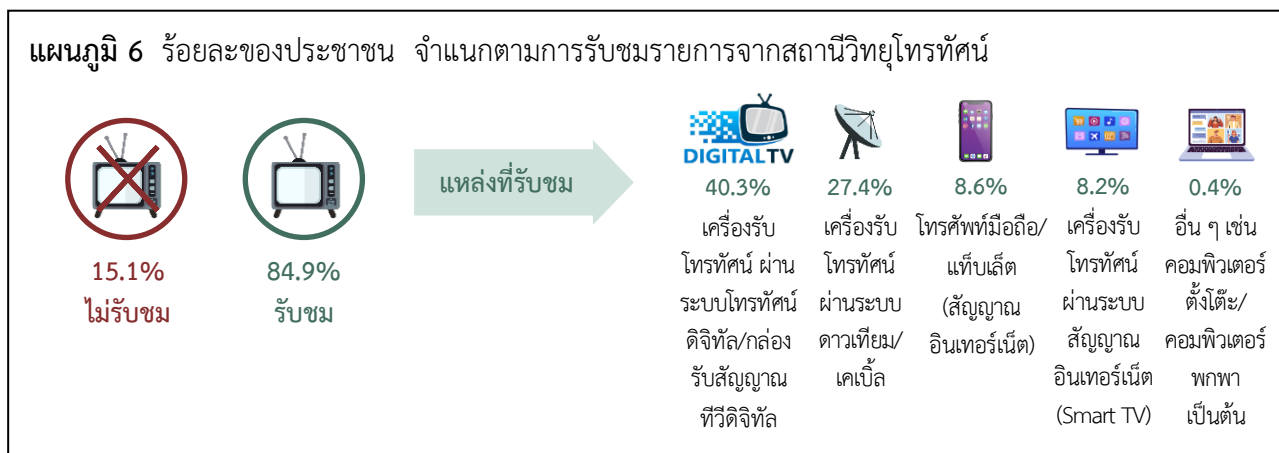 แผนภูมิ 6 ร้อยละของประชาชน จำแนกตามการรับชมรายการจากสถานีวิทยุโทรทัศน์
15.1%
ไม่รับชม
84.9%
รับชม
แหล่งที่รับชม
DIGITALTV
40.3%
เครื่องรับ
โทรทัศน์ ผ่าน
ระบบโทรทัศน์
ดิจิทัล/กล่อง
รับสัญญาณ
ทีวีดิจิทัล
27.4%
เครื่องรับ
โทรทัศน์
ผ่านระบบ
ดาวเทียม/
เคเบิ้ล
8.6%
โทรศัพท์มือถือ/
แท็บเล็ต
(สัญญาณ
อินเทอร์เน็ต)
8.2%
เครื่องรับ
โทรทัศน์
ผ่านระบบ
สัญญาณ
อินเทอร์เน็ต
(Smart TV)
0.4%
อื่น ๆ เช่น
คอมพิวเตอร์
ตั้งโต๊ะ/
คอมพิวเตอร์
พกพา
เป็นต้น